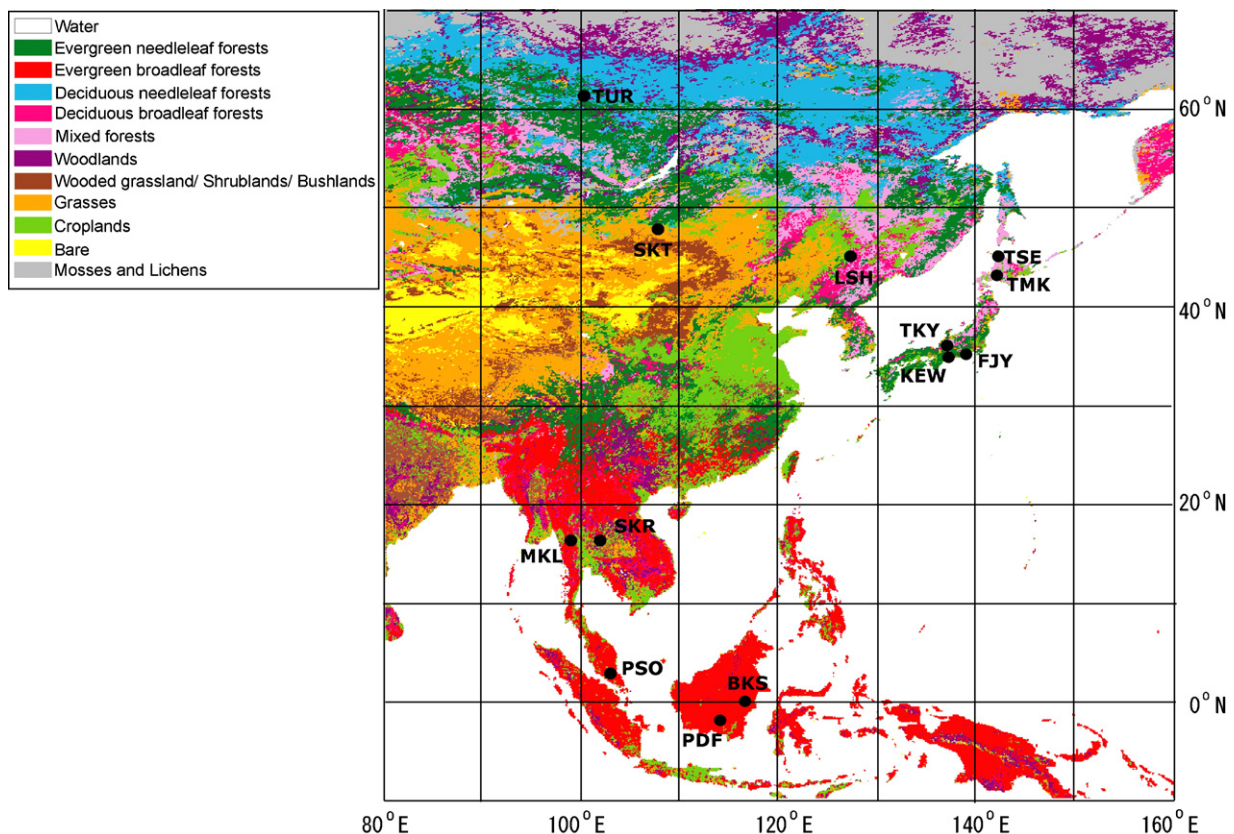 Water
Evergreen needleleaf forests
Evergreen broadleaf forests
Deciduous needleleaf forests
Deciduous broadleaf forests
Mixed forests
Woodlands
Wooded grassland/ Shrublands/ Bushlands
Grasses
Croplands
Bare
Mosses and Lichens
TUR
60°N
SKT
LSH
TSE
TMK
40°N
TKY
KEW
FJY
20°N
SKR
MKL
PSO
BKS
0°N
PDF
80°E
100°E
120°E
140°E
160°E